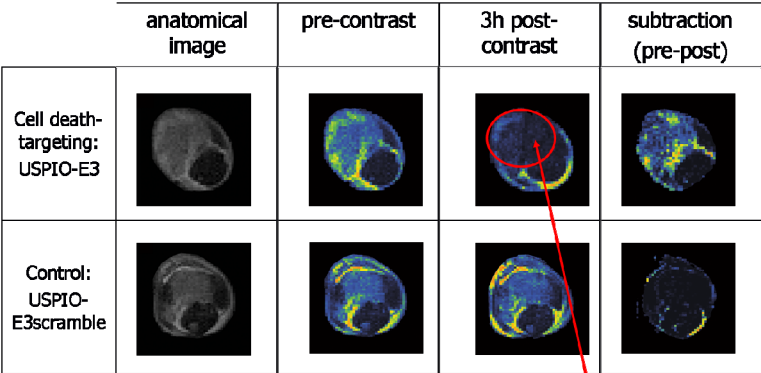 anatomical
image
pre-contrast
3h post-
contrast
subtraction
(pre-post)
Cell death-
targeting:
USPIO-E3
Control:
USPIO-
E3scramble